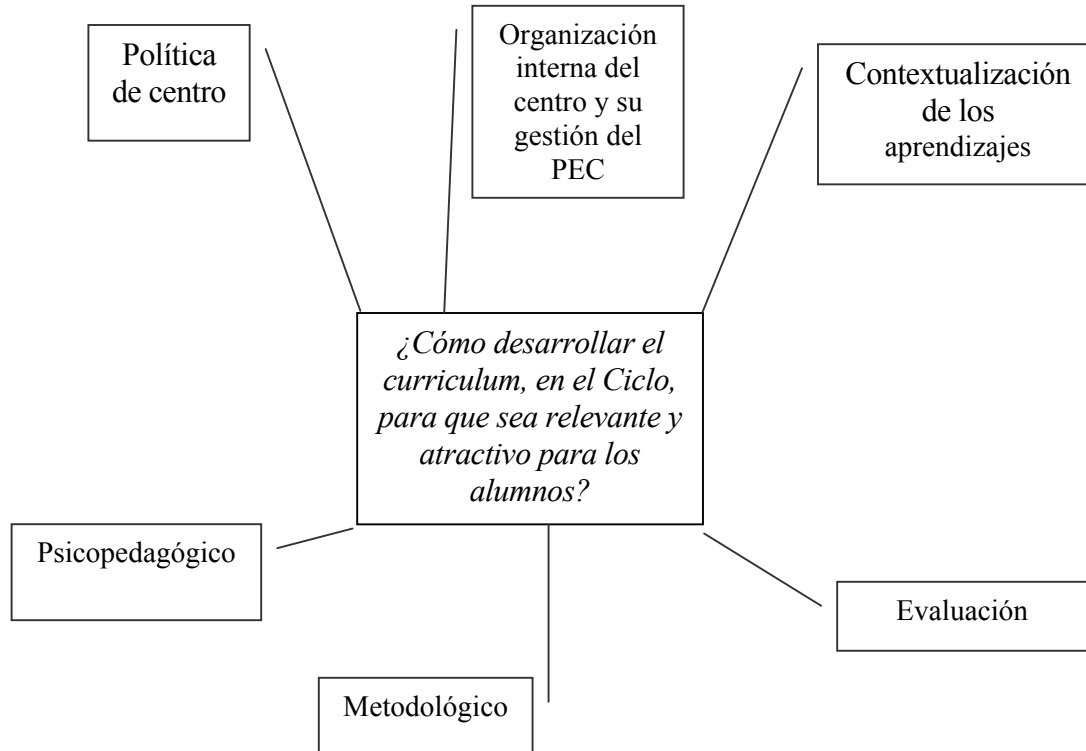 Política
de centro
Organización
interna del
centro y su
gestión del
PEC
Contextualización
de los
aprendizajes
¿Cómo desarrollar el
curriculum, en el Ciclo,
para que sea relevante y
atractivo para los
alumnos?
Psicopedagógico
Evaluación
Metodológico